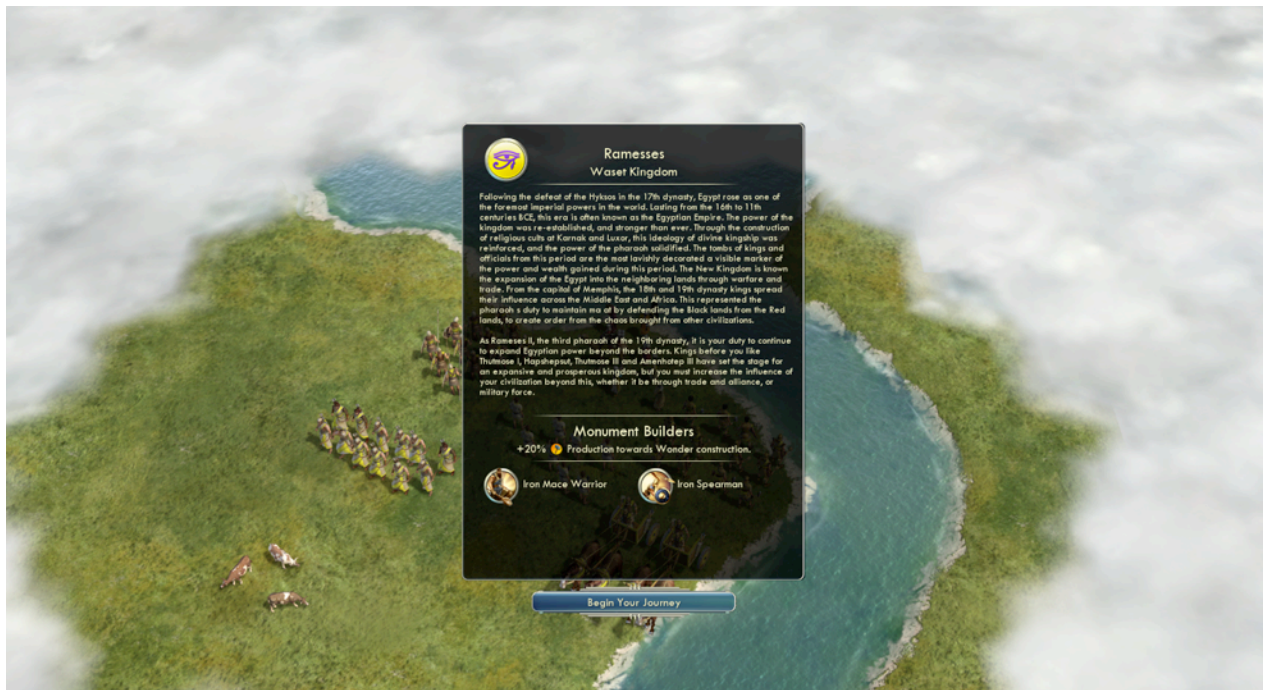 Ramesses
Waset Kingdom
Following the defeat of the Hyksos in the 17th dynasty, Egypt rose as one of
the foremost imperial powers in the world. Lasting from the 16th to 11th
centuries BCE, this era is often known as the Egyptian Empire. The power of the
kingdom was re-established, and stronger than ever. Through the construction
of religious cults at Karnak and Luxor, this ideology of divine kingship was
reinforced, and the power of the pharaoh solidified. The tombs of kings and
officials from this period are the most lavishly decorated a visible marker of
the power and wealth gained during this period. The New Kingdom is known
the expansion of the Egypt into the neighboring lands through warfare and
trade. From the capital of Memphis, the 18th and 19th dynasty kings spread
their influence across the Middle East and Africa. This represented the
pharaoh s duty to maintain ma at by defending the Black lands from the Red
lands, to create order from the chaos brought from other civilizations.
As Rameses II, the third pharaoh of the 19th dynasty, it is your duty to continue
to expand Egyptian power beyond the borders. Kings before you like
Thutmose I, Hapshepsut, Thutmose III and Amenhotep III have set the stage for
an expansive and prosperous kingdom, but you must increase the influence of
your civilization beyond this, whether it be through trade and alliance, or
military force.
Monument Builders
+20% Production towards Wonder construction.
Iron Mace Warrior
Iron Spearman
Begin Your Journey